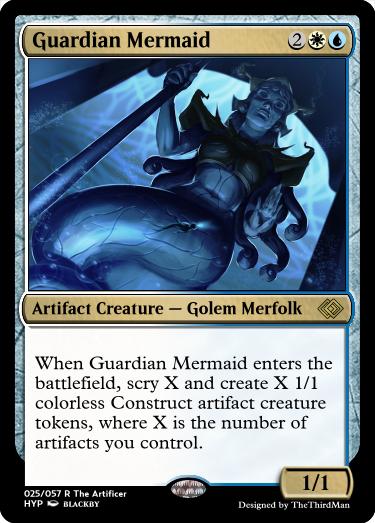 Guardian Mermaid 2
Artifact Creature — Golem Merfolk
When Guardian Mermaid enters the
battlefield, scry X and create X 1/1
colorless Construct artifact creature
tokens, where X is the number of
artifacts you control.
1/1
025/057 R The Artificer
HYP BLACKBY
Designed by TheThirdMan